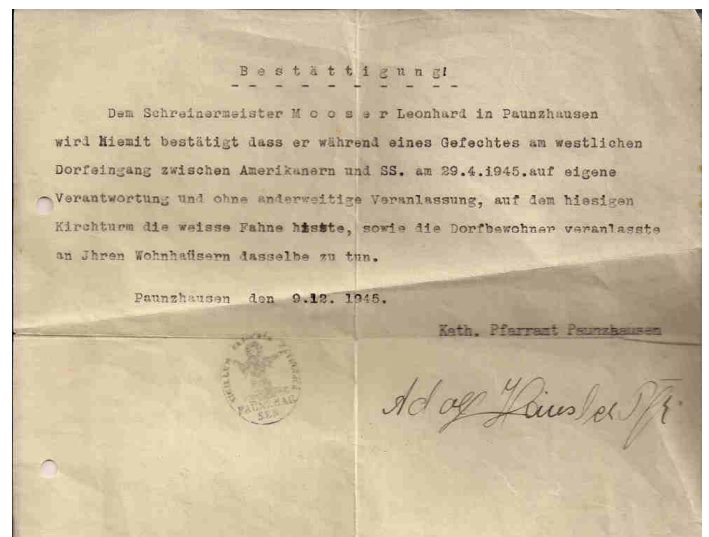 B e s t ä t t i g u n g!
Dem Schreinermeister M o o s e r Leonhard in Paunzhausen
wird Hiemit bestätigt dass er während eines Gefechtes am westlichen
Dorfeingang zwischen Amerikanern und SS. am 29.4.1945.auf eigene
Verantwortung und ohne anderweitige Veranlassung, auf dem hiesigen
Kirchturm die weisse Fahne hisste, sowie die Dorfbewohner veranlasste
an Jhren Wohnhaüsern dasselbe zu tun.
Paunzhausen den 9.12. 1945.
Kath. Pfarramt Paunzhausen
PAUNZHAU
SEN
Adolf